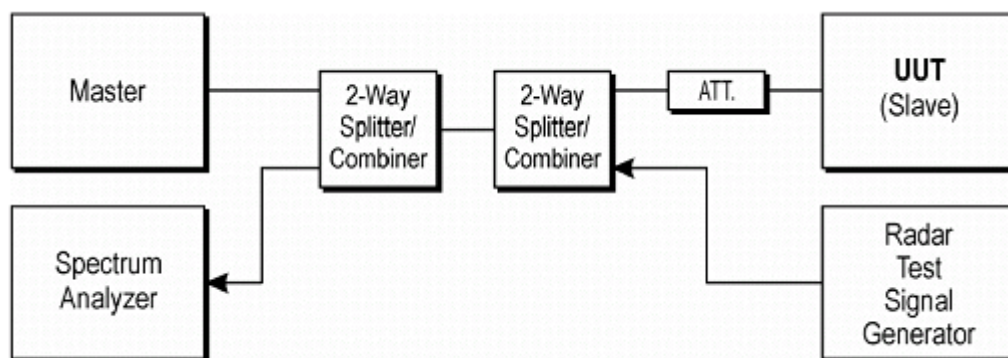 Master
2-Way
Splitter/
Combiner
2-Way
Splitter/
Combiner
ATT.
UUT
(Slave)
Spectrum
Analyzer
Radar
Test
Signal
Generator